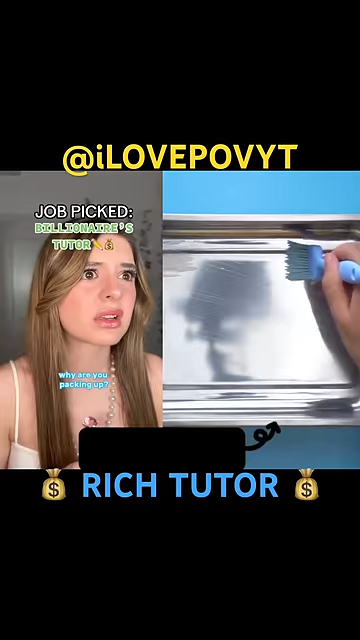 @iLOVEPOVYT
JOB PICKED:
BILLIONAIRE'S
TUTOR
why are you
packing up?
RICH TUTOR